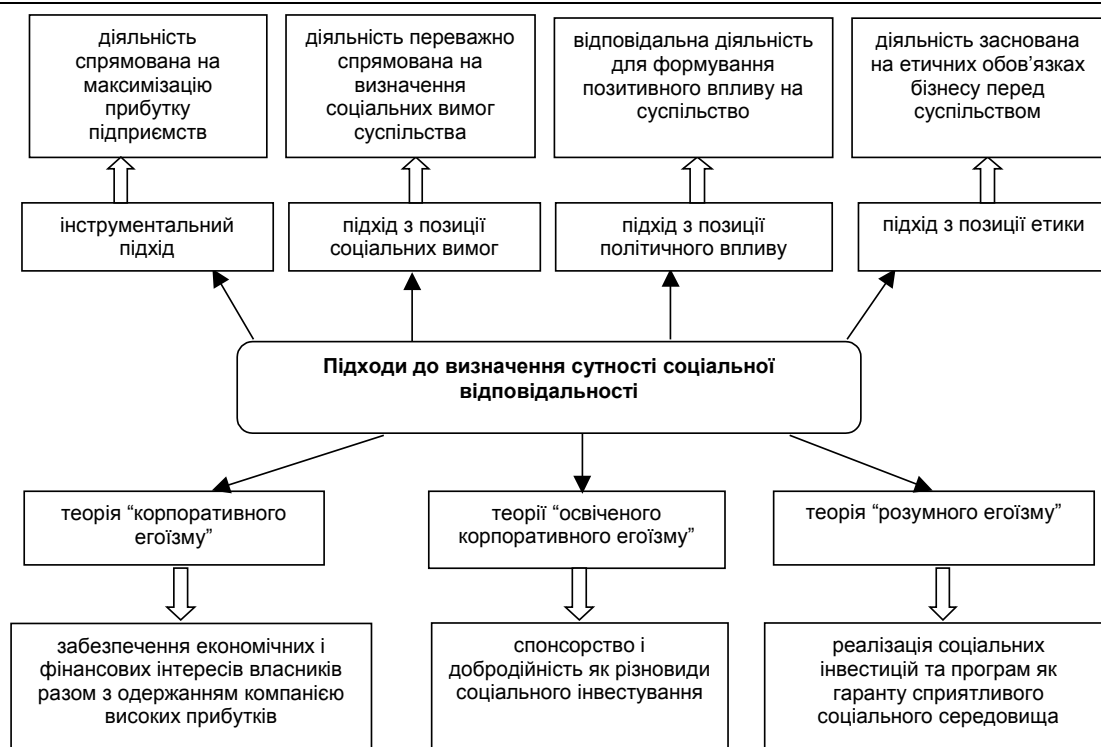 діяльність
спрямована на
максимізацію
прибутку
підприємств
діяльність переважно
спрямована на
визначення
соціальних вимог
суспільства
відповідальна діяльність
для формування
позитивного впливу на
суспільство
діяльність заснована
на етичних обов’язках
бізнесу перед
суспільством
інструментальний
підхід
підхід з позиції
соціальних вимог
підхід з позиції
політичного впливу
підхід з позиції етики
Підходи до визначення сутності соціальної
відповідальності
теорія “корпоративного
егоїзму”
теорії “освіченого
корпоративного егоїзму”
теорія “розумного егоїзму”
забезпечення економічних і
фінансових інтересів власників
разом з одержанням компанією
високих прибутків
спонсорство і
добродійність як різновиди
соціального інвестування
реалізація соціальних
інвестицій та програм як
гаранту сприятливого
соціального середовища